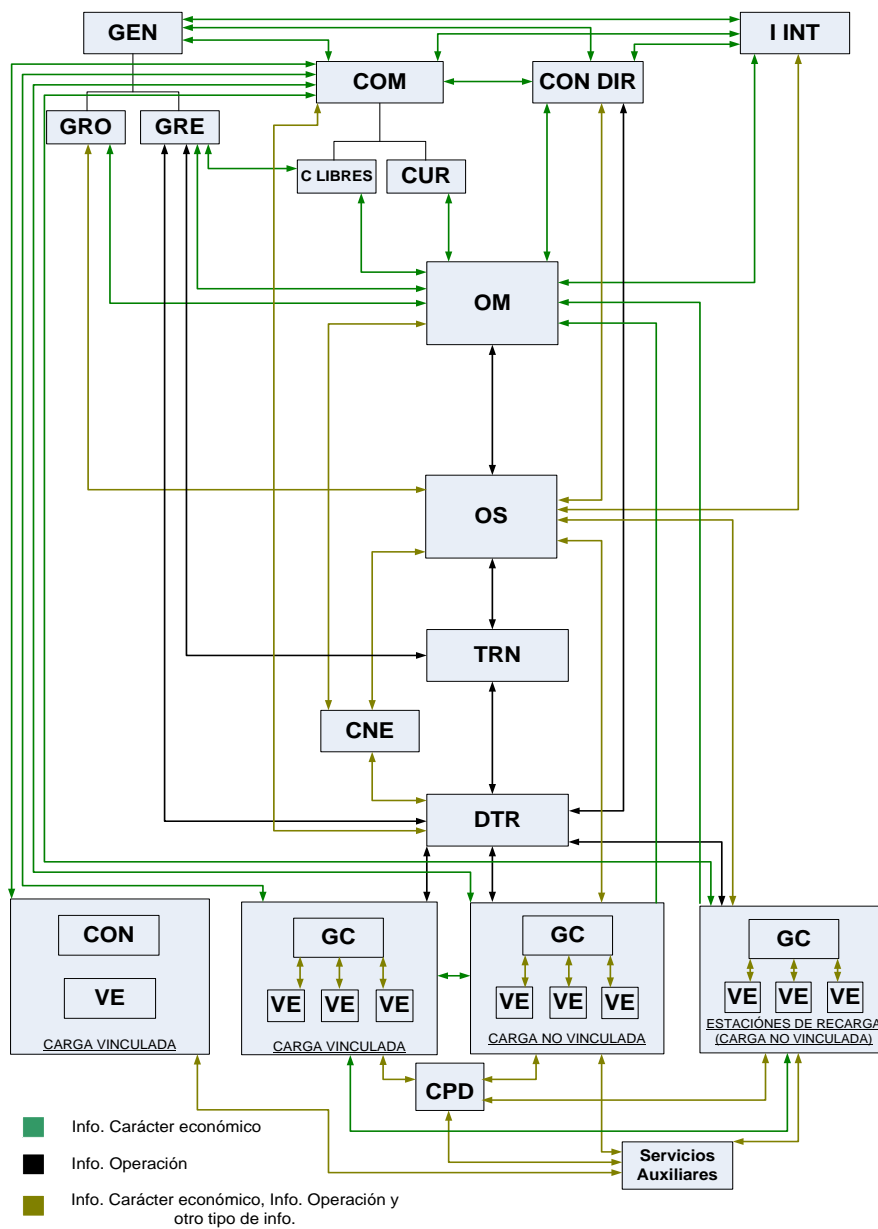 GEN
I INT
COM
CON DIR
GRO
GRE
C LIBRES
CUR
OM
OS
TRN
CNE
DTR
CON
VE
CARGA VINCULADA
GC
VE
VE
VE
CARGA VINCULADA
GC
VE
VE
VE
CARGA NO VINCULADA
GC
VE
VE
VE
ESTACIÓNES DE RECARGA
(CARGA NO VINCULADA)
CPD
Servicios
Auxiliares
Info. Carácter económico
Info. Operación
Info. Carácter económico, Info. Operación y
otro tipo de info.